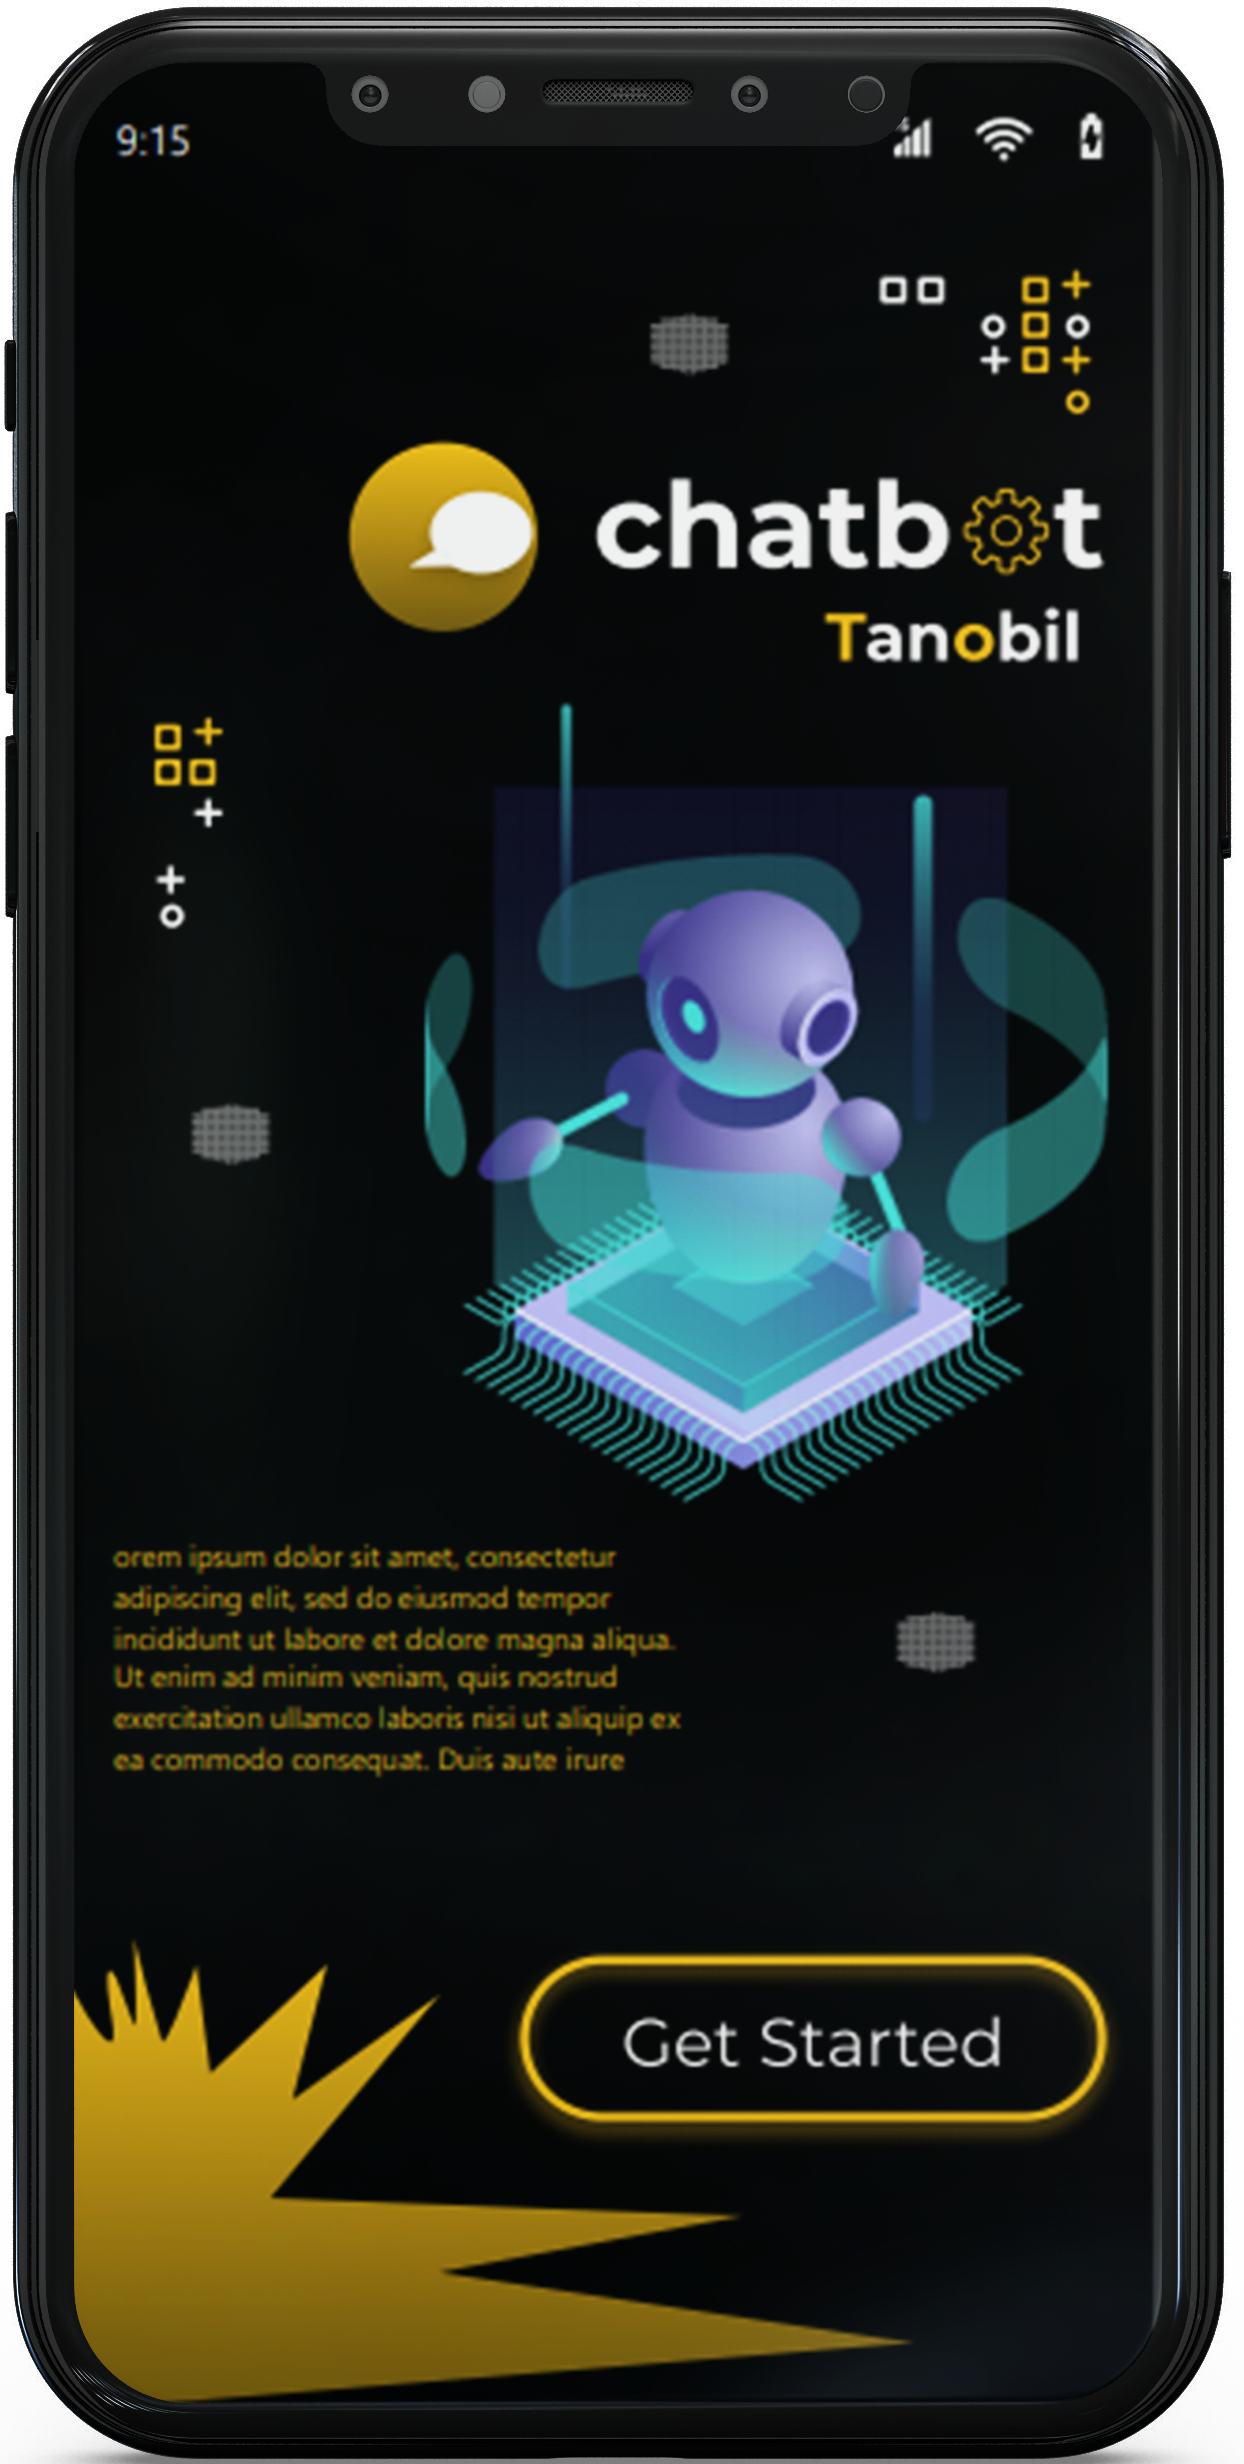 9:15
chatbot
Tanobil
orem ipsum dolor sit amet, consectetur
adipiscing elit, sed do eiusmod tempor
incididunt ut labore et dolore magna aliqua.
Ut enim ad minim veniam, quis nostrud
exercitation ullamco laboris nisi ut aliquip ex
ea commodo consequat. Duis aute irure
Get Started